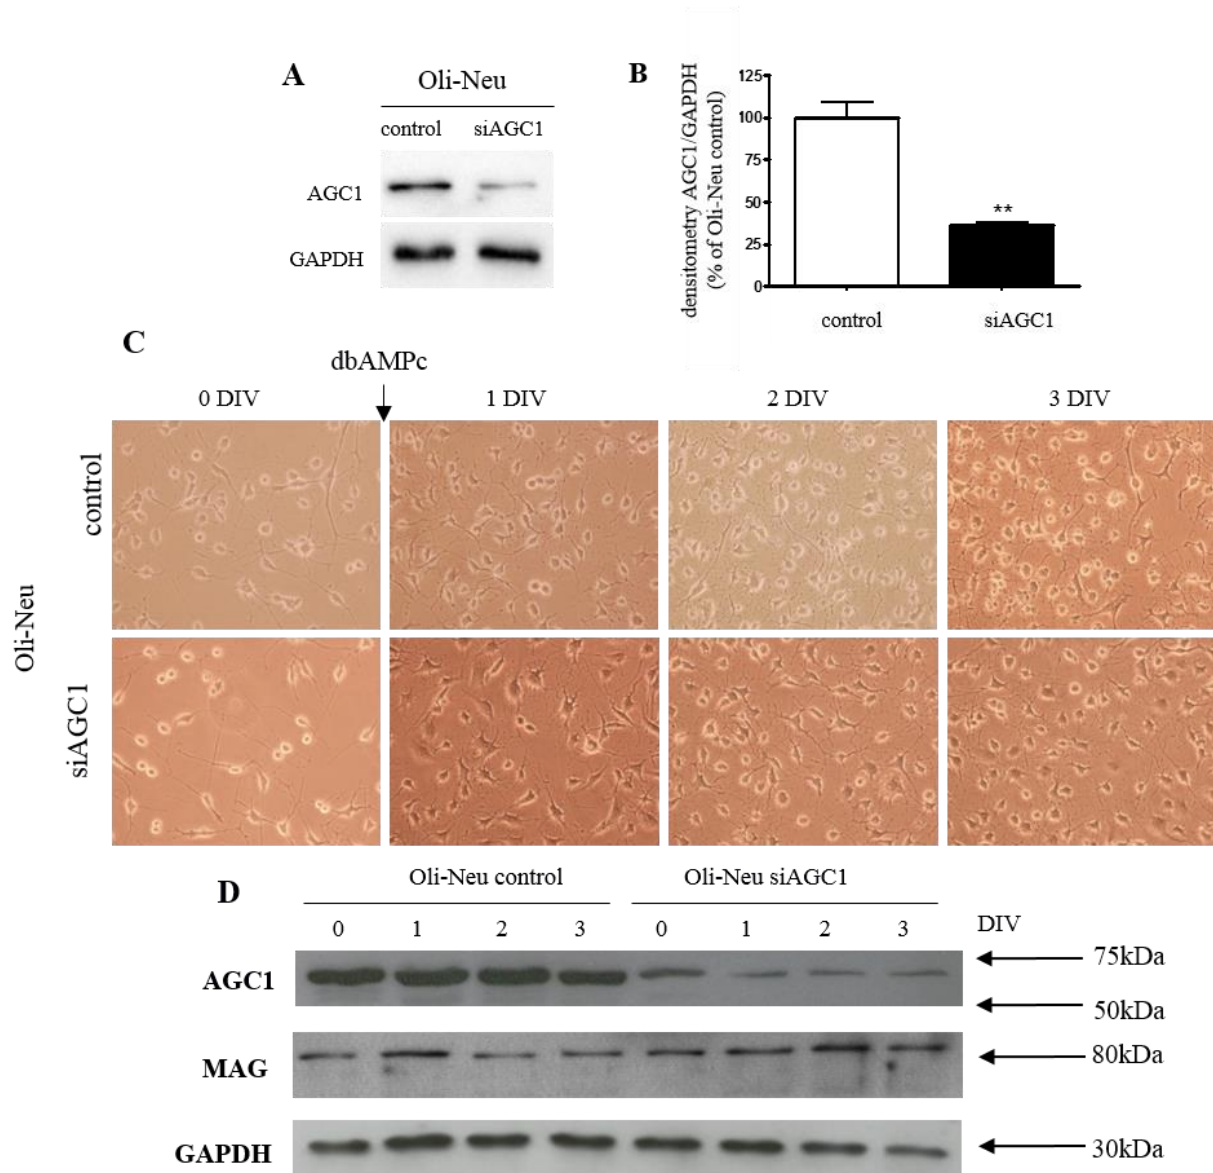 A
Oli-Neu
control siAGC1
AGC1
GAPDH
B
densitometry AGC1/GAPDH
(% of Oli-Neu control)
125
100
75
50
25
0
**
control siAGC1
C
dbAMPc
0 DIV 1 DIV 2 DIV 3 DIV
Oli-Neu
control
siAGC1
D
Oli-Neu control Oli-Neu siAGC1
0 1 2 3 0 1 2 3 DIV
AGC1
75kDa
50kDa
MAG
80kDa
GAPDH
30kDa